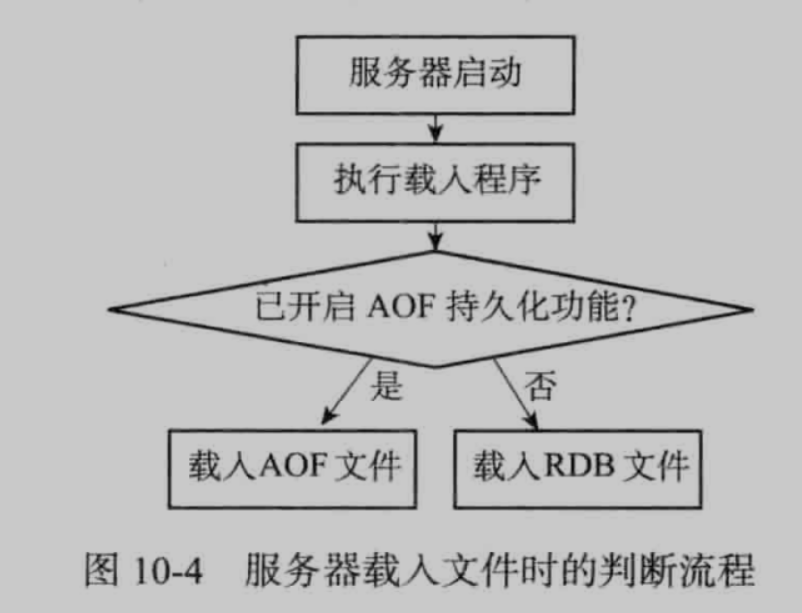 服务器启动
执行载入程序
已开启 AOF 持久化功能?
是
否
载入AOF 文件
载入RDB 文件
图 10-4 服务器载入文件时的判断流程